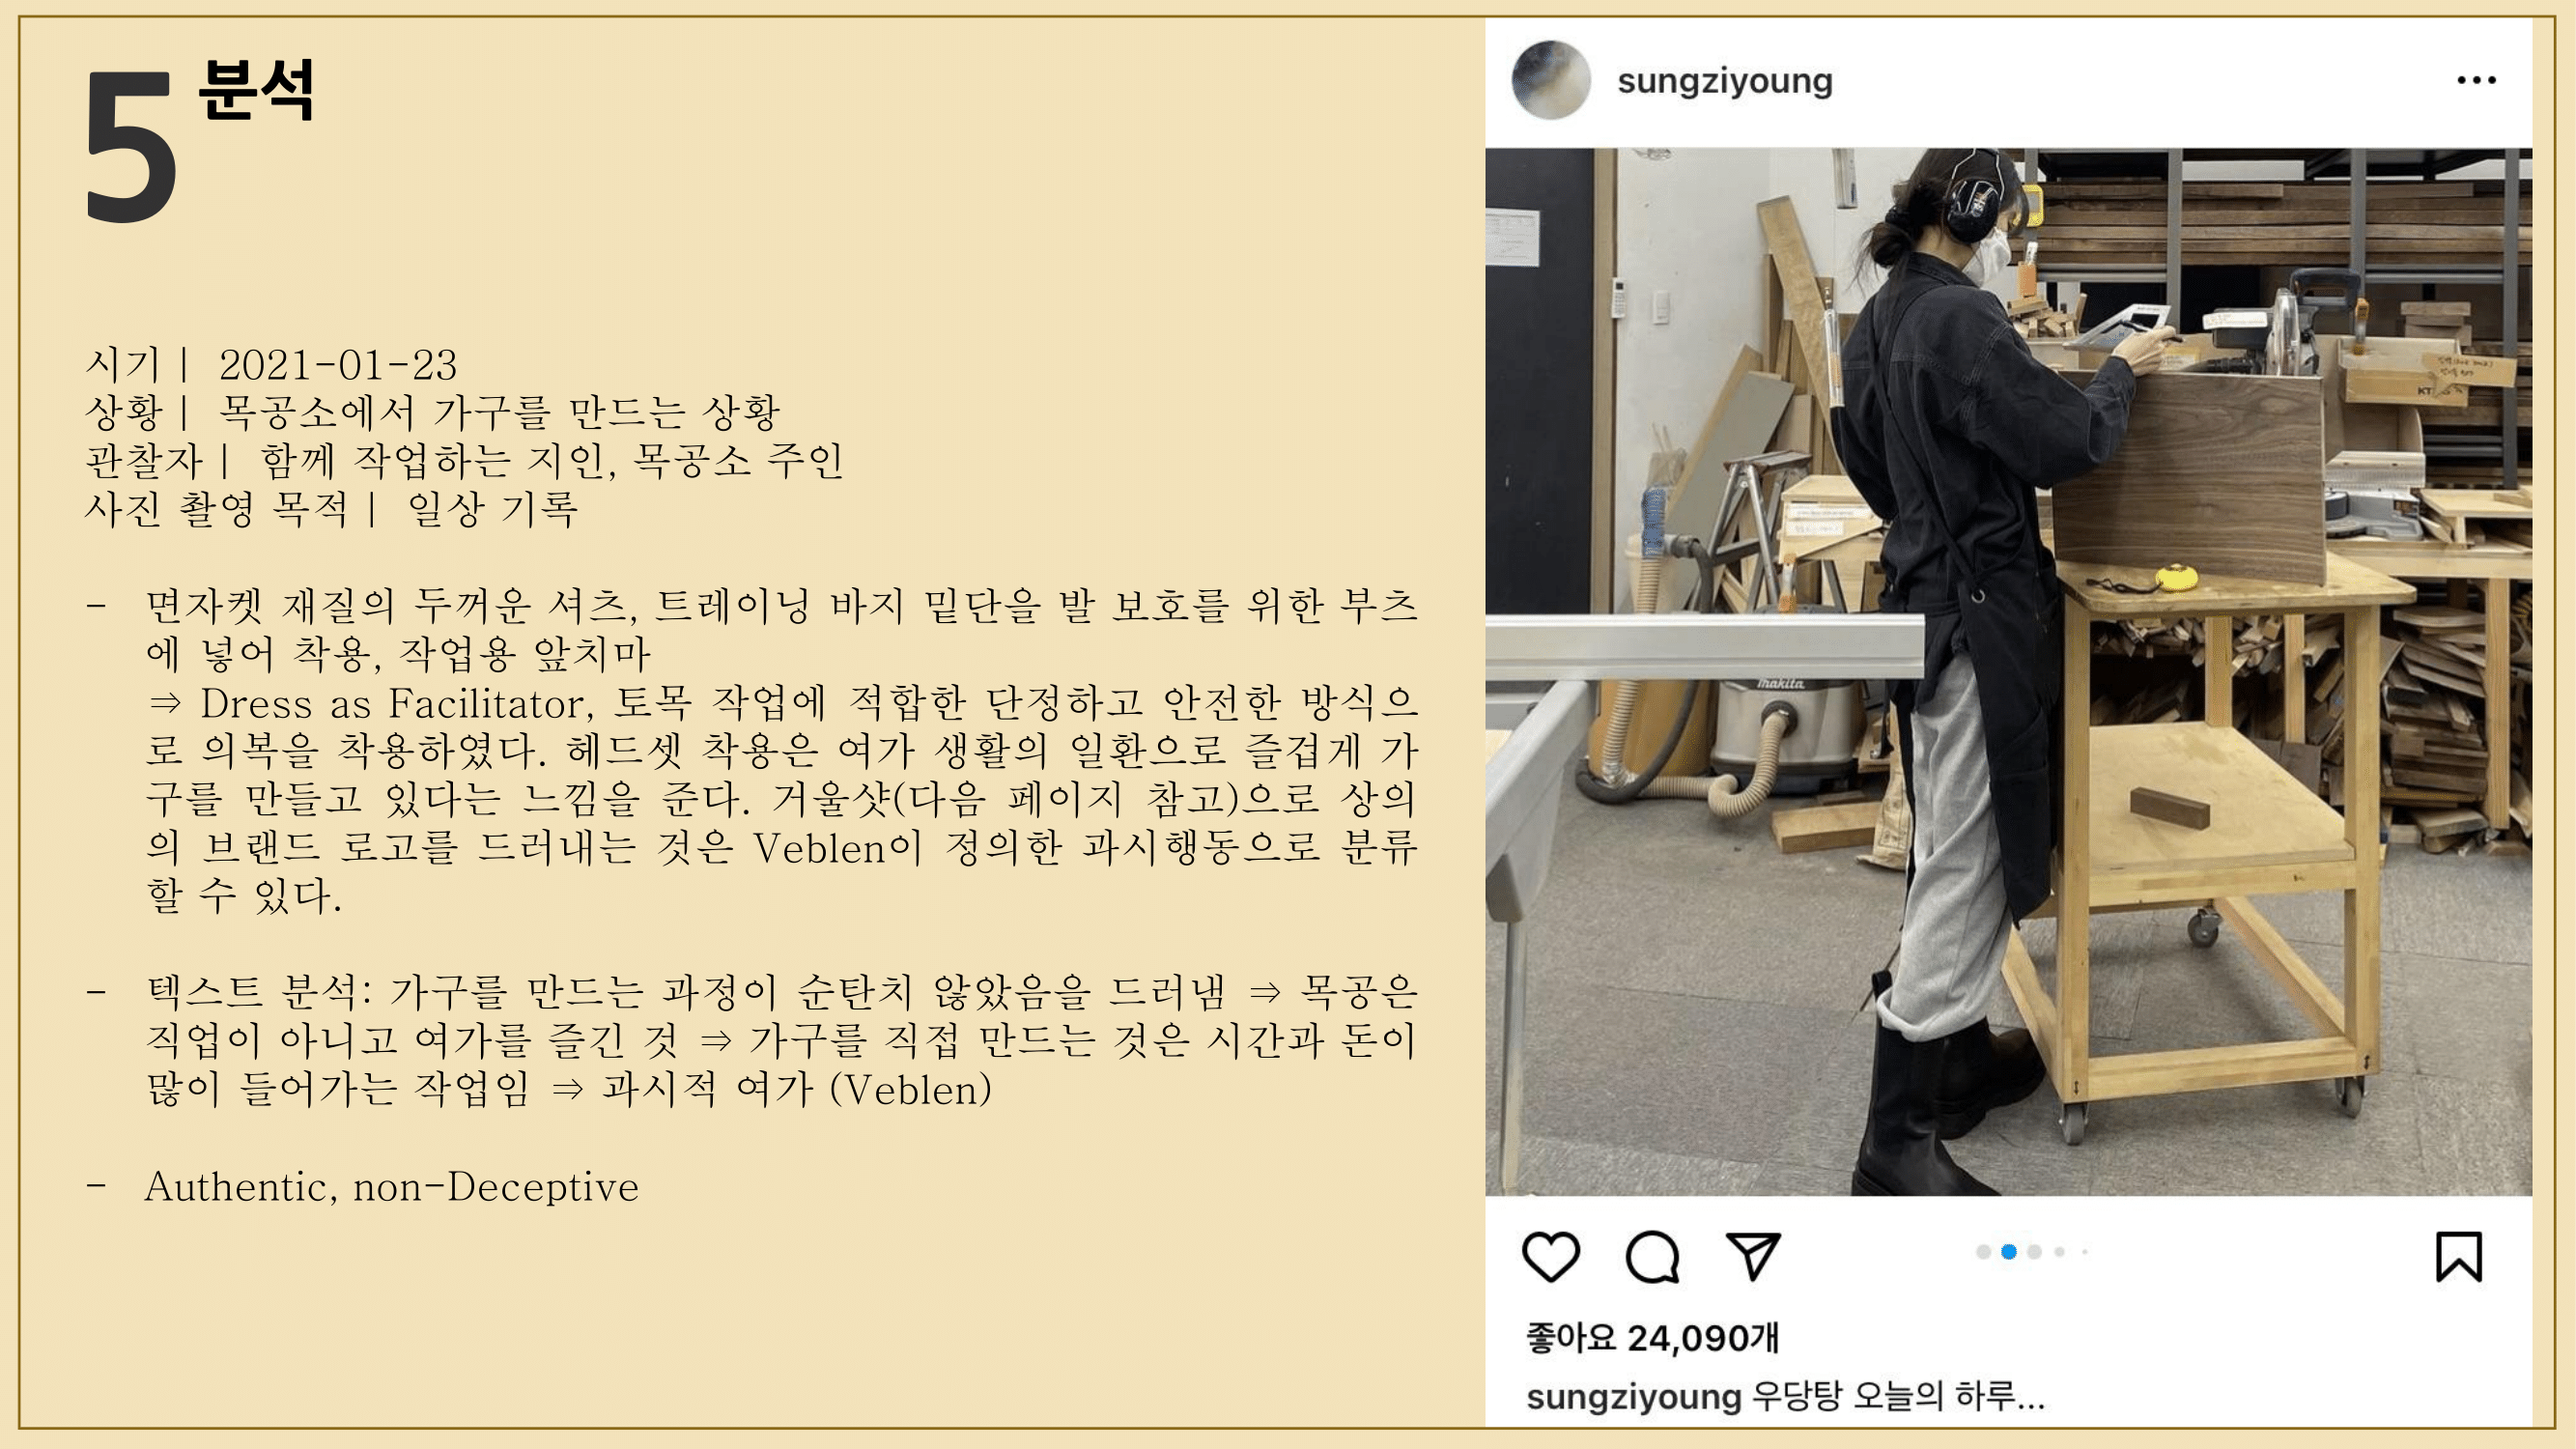 5 분석
시기 | 2021-01-23
상황 | 목공소에서 가구를 만드는 상황
관찰자 | 함께 작업하는 지인, 목공소 주인
사진 촬영 목적 | 일상 기록
- 면자켓 재질의 두꺼운 셔츠, 트레이닝 바지 밑단을 발 보호를 위한 부츠
에 넣어 착용, 작업용 앞치마
⇒ Dress as Facilitator, 토목 작업에 적합한 단정하고 안전한 방식으
로 의복을 착용하였다. 헤드셋 착용은 여가 생활의 일환으로 즐겁게 가
구를 만들고 있다는 느낌을 준다. 거울샷(다음 페이지 참고)으로 상의
의 브랜드 로고를 드러내는 것은 Veblen이 정의한 과시행동으로 분류
할 수 있다.
- 텍스트 분석: 가구를 만드는 과정이 순탄치 않았음을 드러냄 ⇒ 목공은
직업이 아니고 여가를 즐긴 것 ⇒ 가구를 직접 만드는 것은 시간과 돈이
많이 들어가는 작업임 ⇒ 과시적 여가 (Veblen)
- Authentic, non-Deceptive
sungziyoung
makita
좋아요 24,090개
sungziyoung 우당탕 오늘의 하루...